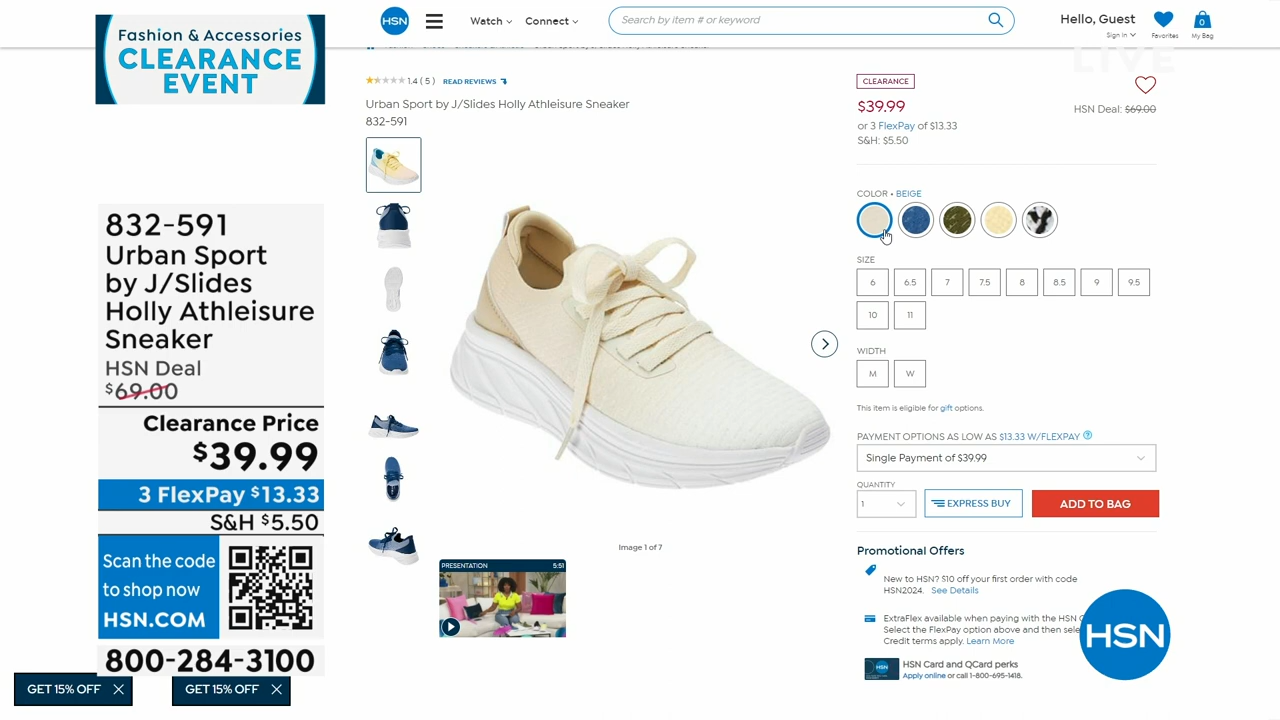 Fashion & Accessories
CLEARANCE
EVENT
HSN
Watch
Connect
Search by item # or keyword
Hello, Guest
Sign In
Favorites
0
My Bag
LIVE
1.4 ( 5 )
READ REVIEWS
Urban Sport by J/Slides Holly Athleisure Sneaker
832-591
CLEARANCE
$39.99
HSN Deal: $69.00
or 3 FlexPay of $13.33
S&H: $5.50
COLOR • BEIGE
SIZE
6 6.5 7 7.5 8 8.5 9 9.5
10 11
WIDTH
M W
This item is eligible for gift options.
PAYMENT OPTIONS AS LOW AS $13.33 W/FLEXPAY
Single Payment of $39.99
QUANTITY
1
EXPRESS BUY
ADD TO BAG
Image 1 of 7
PRESENTATION 5:51
Promotional Offers
New to HSN? $10 off your first order with code
HSN2024. See Details
ExtraFlex available when paying with the HSN
Select the FlexPay option above and then
Credit terms apply. Learn More
HSN
HSN Card and QCard perks
Apply online or call 1-800-695-1418.
HSN
832-591
Urban Sport
by J/Slides
Holly Athleisure
Sneaker
HSN Deal
$69.00
Clearance Price
$39.99
3 FlexPay $13.33
S&H $5.50
Scan the code
to shop now
HSN.COM
800-284-3100
GET 15% OFF
GET 15% OFF